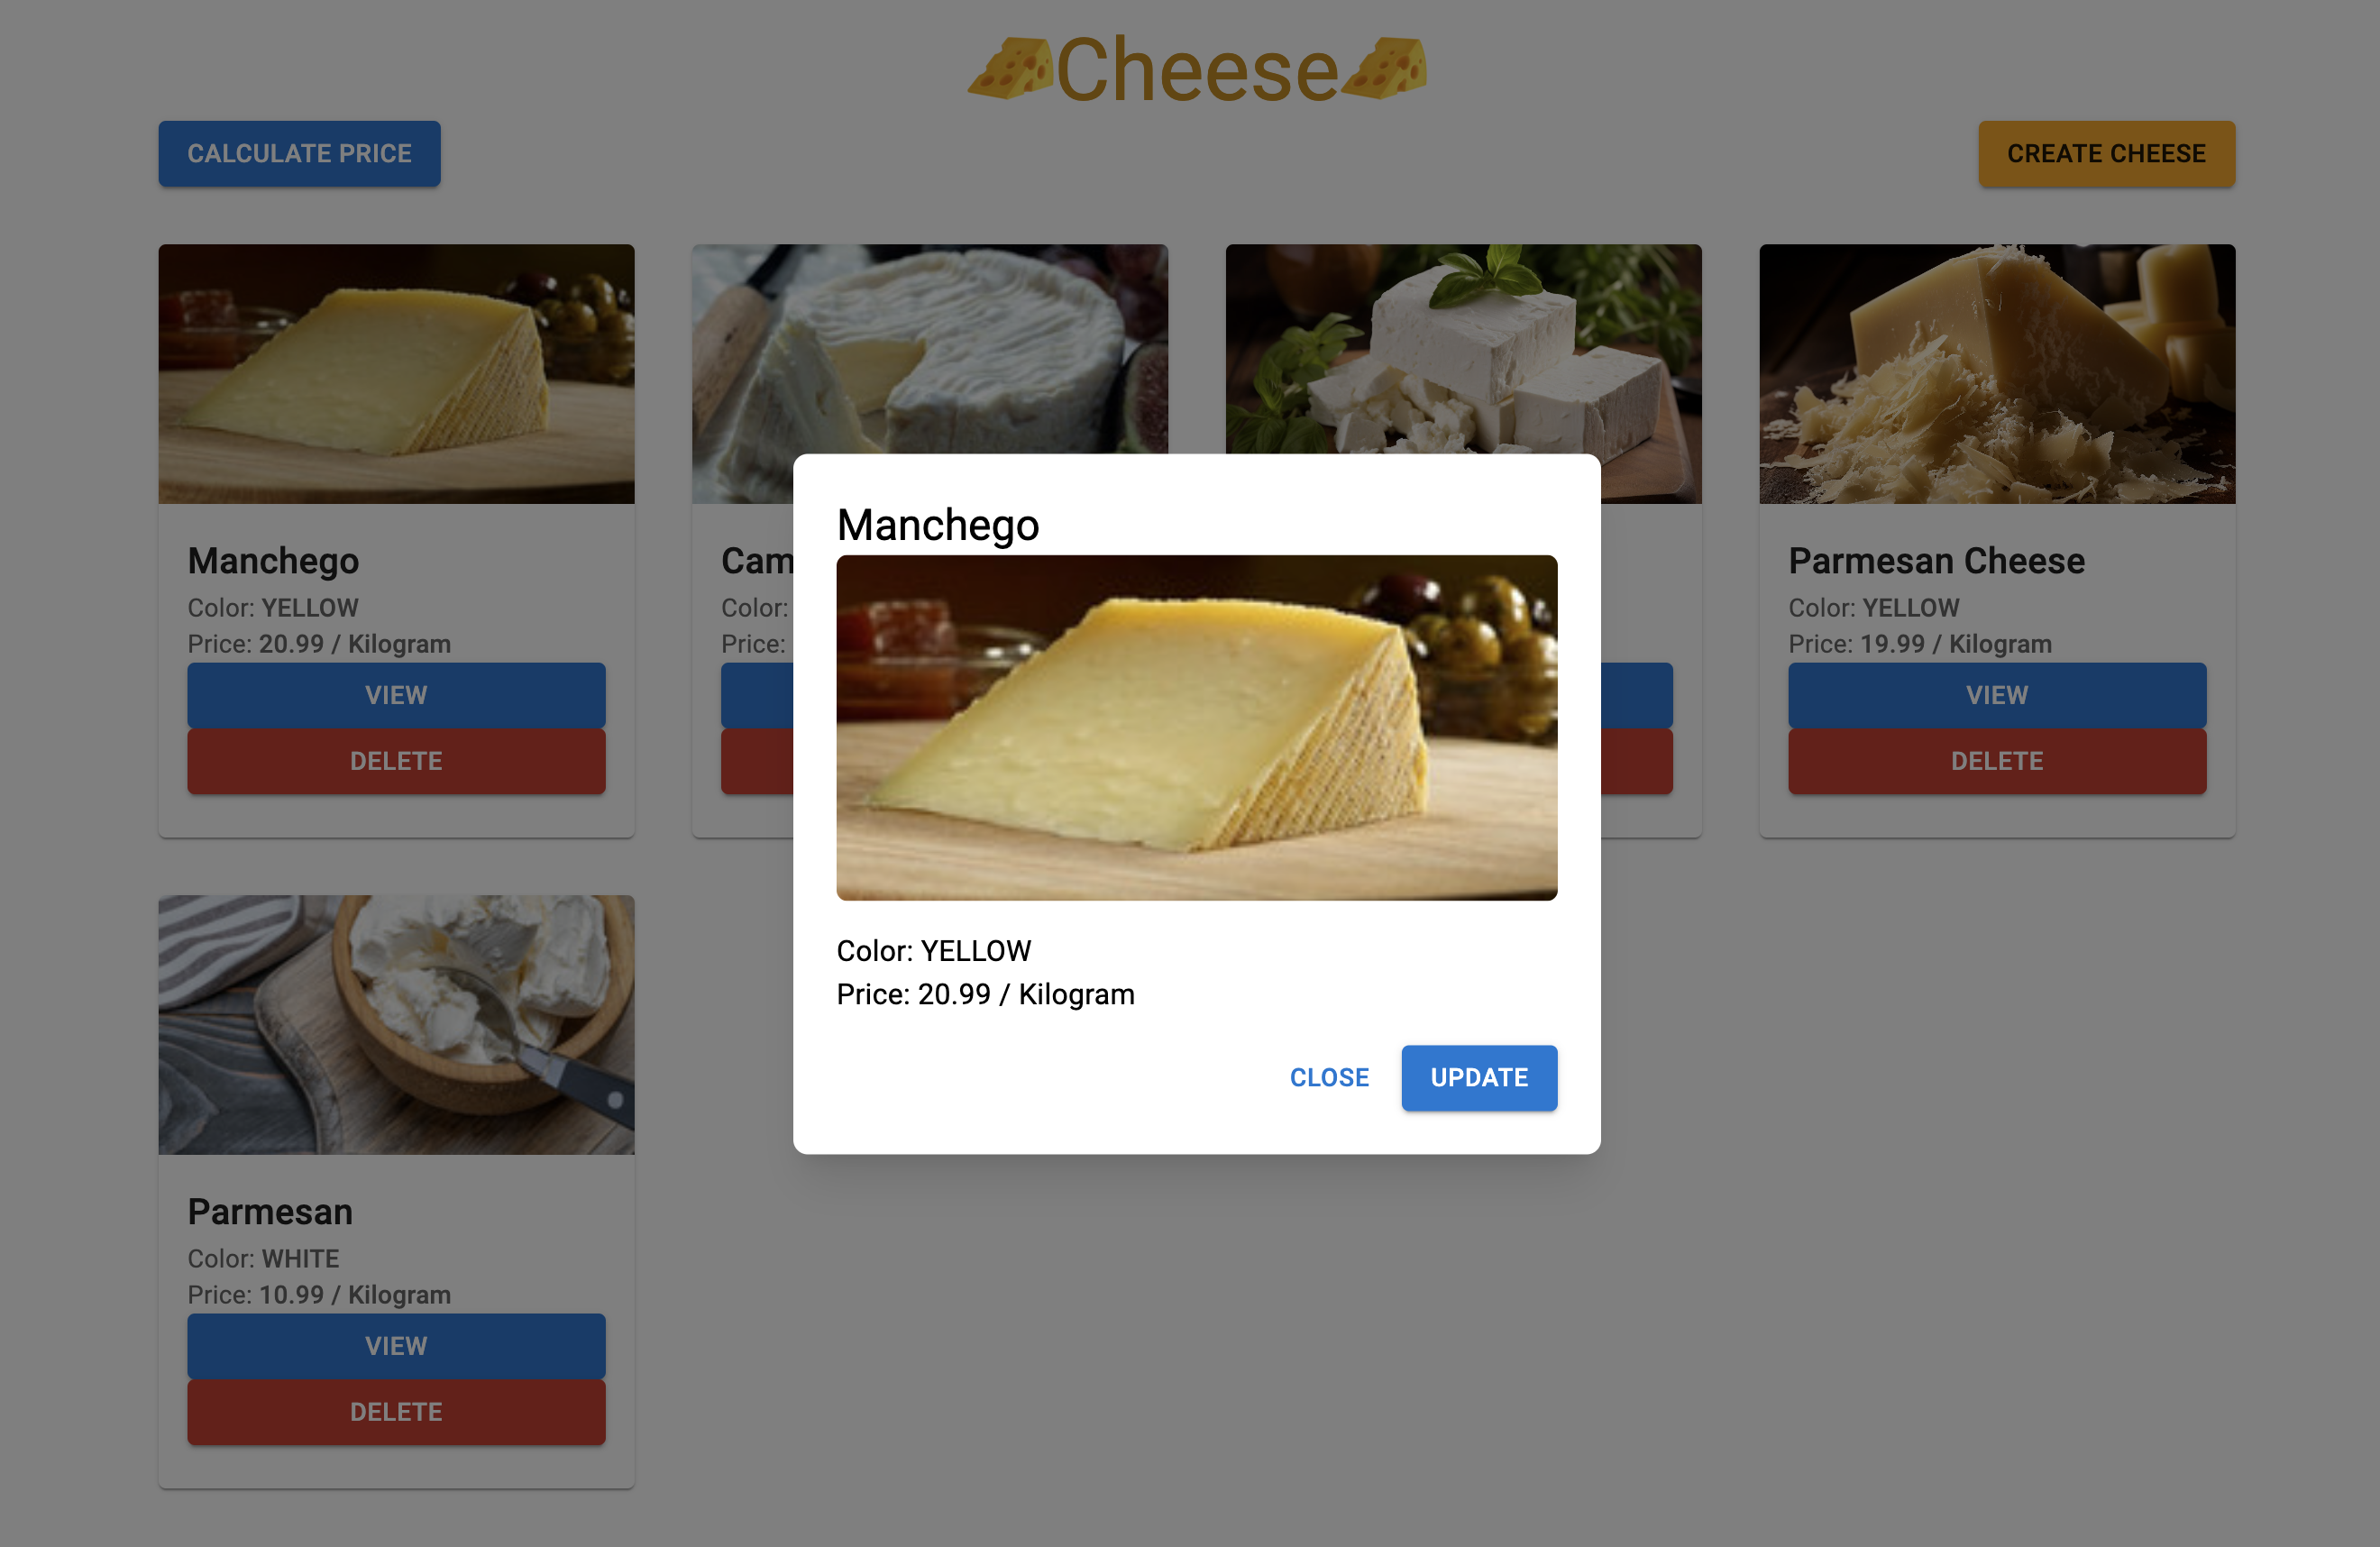 Cheese
CALCULATE PRICE
CREATE CHEESE
Manchego
Color: YELLOW
Price: 20.99 / Kilogram
VIEW
DELETE
Color:
Price:
Parmesan Cheese
Color: YELLOW
Price: 19.99 / Kilogram
VIEW
DELETE
Manchego
Color: YELLOW
Price: 20.99 / Kilogram
CLOSE
UPDATE
Parmesan
Color: WHITE
Price: 10.99 / Kilogram
VIEW
DELETE